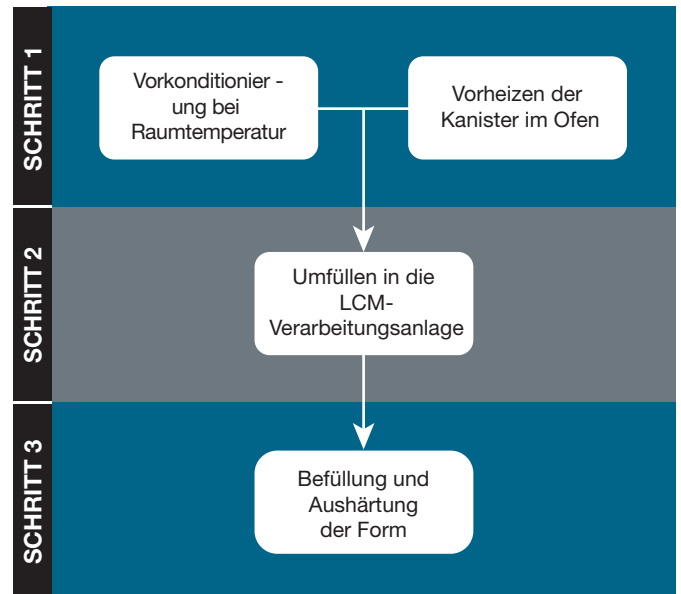 SCHRITT 1
Vorkonditionier -
ung bei
Raumtemperatur
Vorheizen der
Kanister im Ofen
SCHRITT 2
Umfüllen in die
LCM-
Verarbeitungsanlage
SCHRITT 3
Befüllung und
Aushärtung
der Form